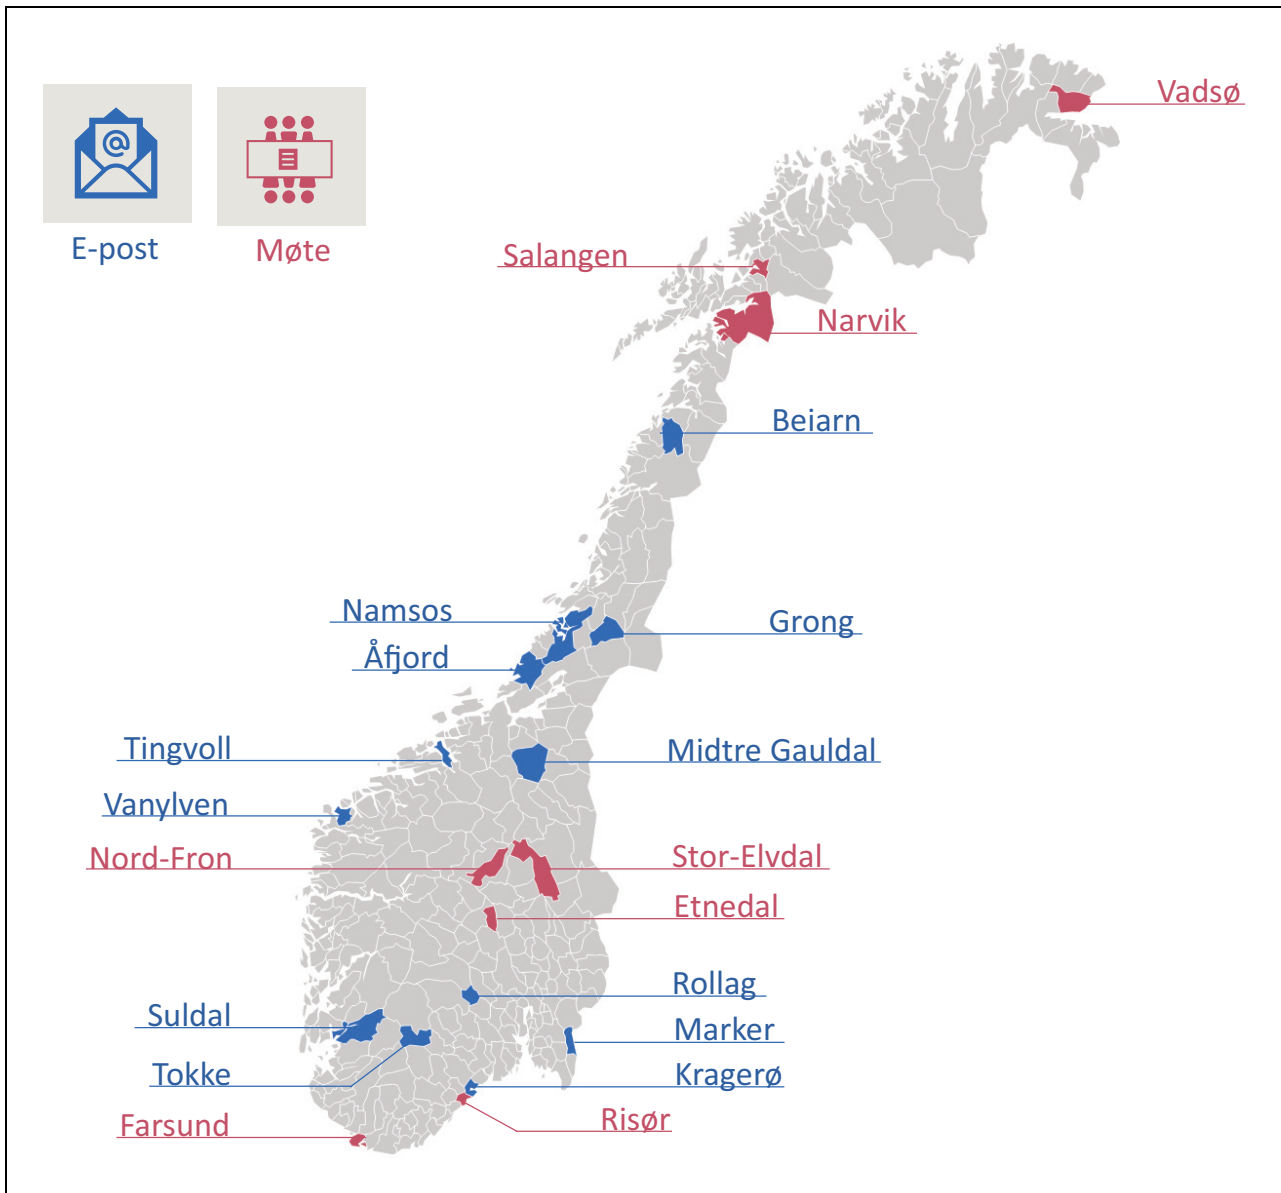 Vadsø
@
E-post
Møte
Salangen
Narvik
Beiarn
Namsos
Grong
Åfjord
Tingvoll
Midtre Gauldal
Vanylven
Nord-Fron
Stor-Elvdal
Etnedal
Rollag
Suldal
Marker
Tokke
Kragerø
Farsund
Risør